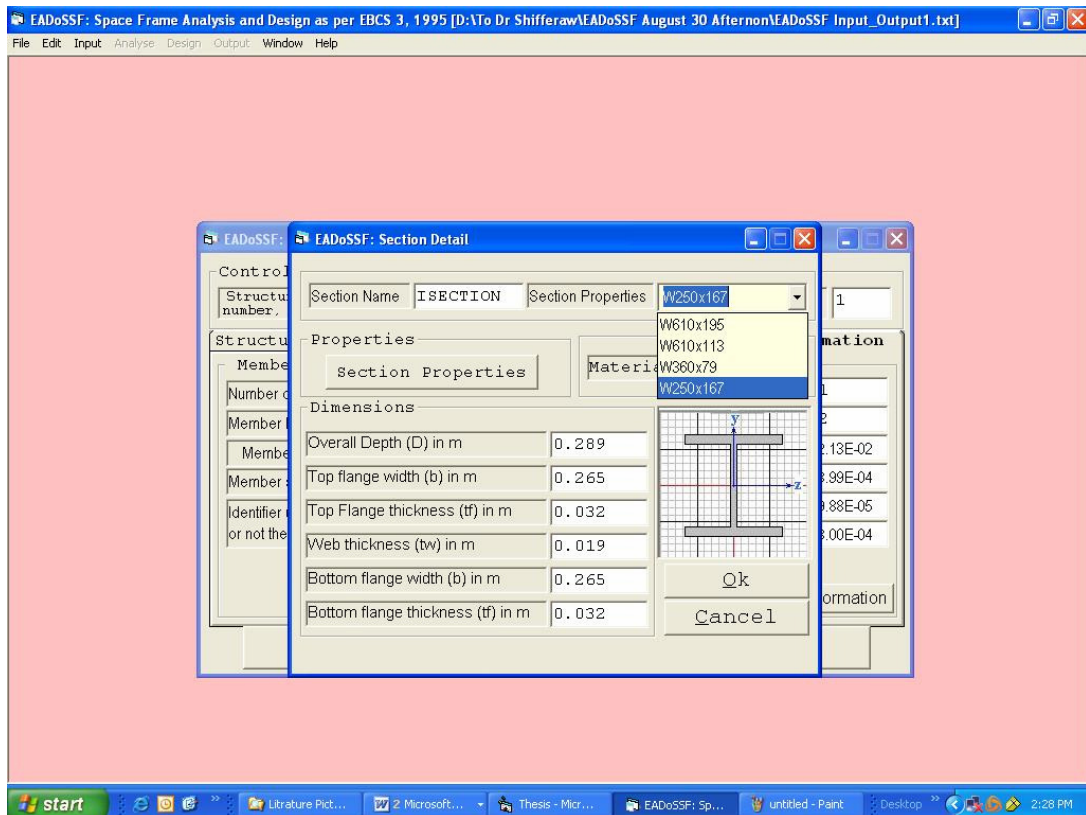 EADoSSF: Space Frame Analysis and Design as per EBCS 3, 1995 [D:\To Dr Shifferaw\EADoSSF August 30 Afternon\EADoSSF Input_Output1.txt]
File Edit Input Analyse Design Output Window Help
EADoSSF: EADoSSF: Section Detail
Control
Structu Section Name ISECTION Section Properties W250x167 1
number,
W610x195
Structu Properties W610x113 mation
Membe Section Properties Materi W360x79
W250x167
Number Dimensions
Member Overall Depth (D) in m 0.289 y
Membe .13E-02
Member Top flange width (b) in m 0.265 z .99E-04
Identifier Top Flange thickness (tf) in m 0.032 .88E-05
or not the Web thickness (tw) in m 0.019 .00E-04
Bottom flange width (b) in m 0.265 Ok
Bottom flange thickness (tf) in m 0.032 Cancel ormation
start Litrature Pict... 2 Microsoft... Thesis - Micr... EADoSSF: Sp... untitled - Paint Desktop 2:28 PM